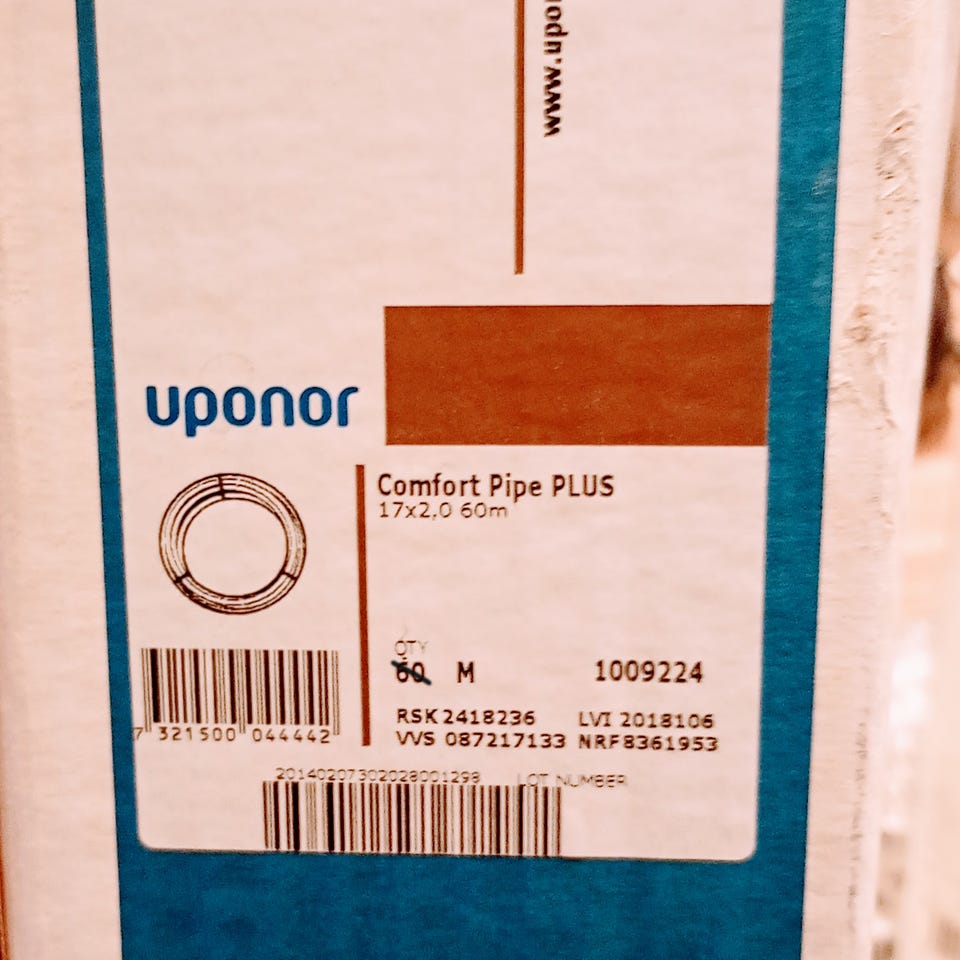 www.upo
uponor
Comfort Pipe PLUS
17x2,0 60m
QTY
60 M 1009224
RSK 2418236 LVI 2018106
VVS 087217133 NRF8361953
7 321500 044442
20140207302028001298 LOT NUMBER